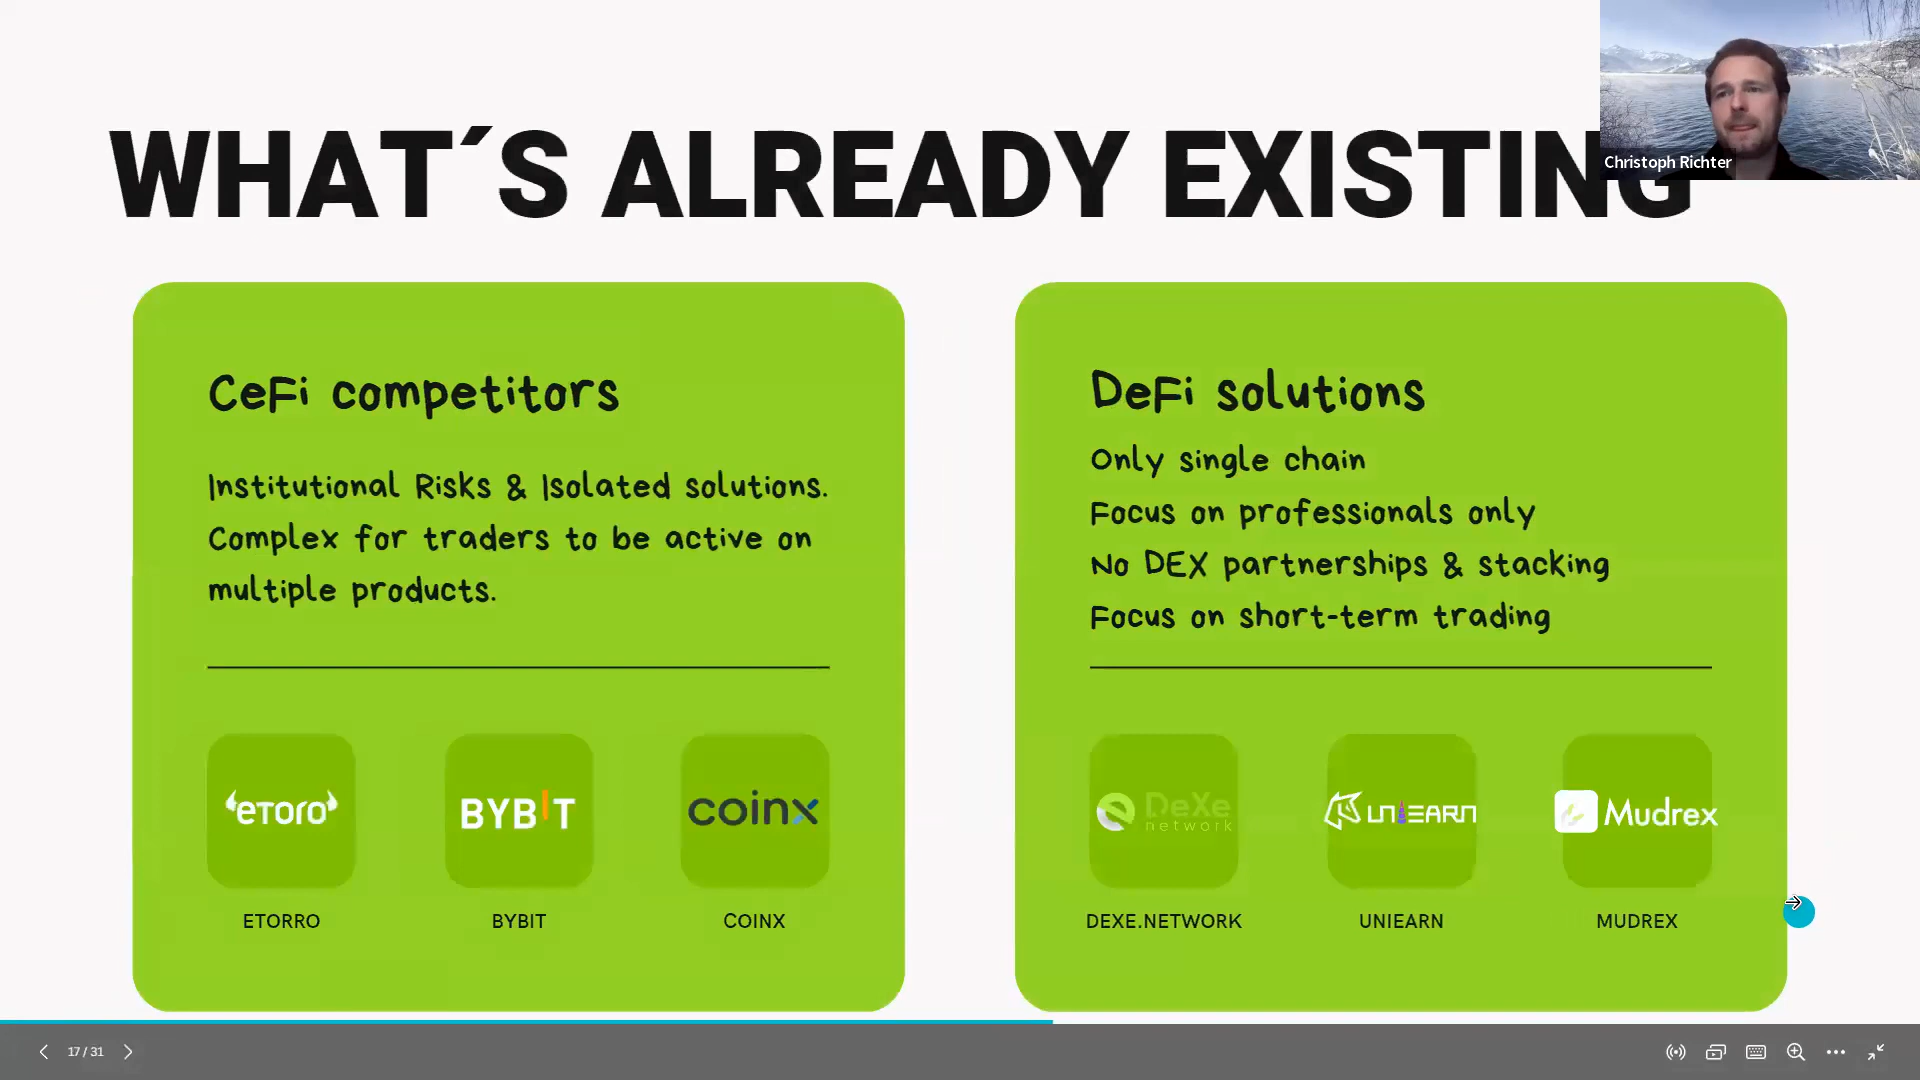 WHAT´S ALREADY EXISTING
Christoph Richter
CeFi competitors
Institutional Risks & Isolated solutions.
Complex for traders to be active on
multiple products.
eToro
BYBIT
coinx
ETORRO
BYBIT
COINX
DeFi solutions
Only single chain
Focus on professionals only
No DEX partnerships & stacking
Focus on short-term trading
DeXe
network
UNIEARN
Mudrex
DEXE.NETWORK
UNIEARN
MUDREX
17 / 31